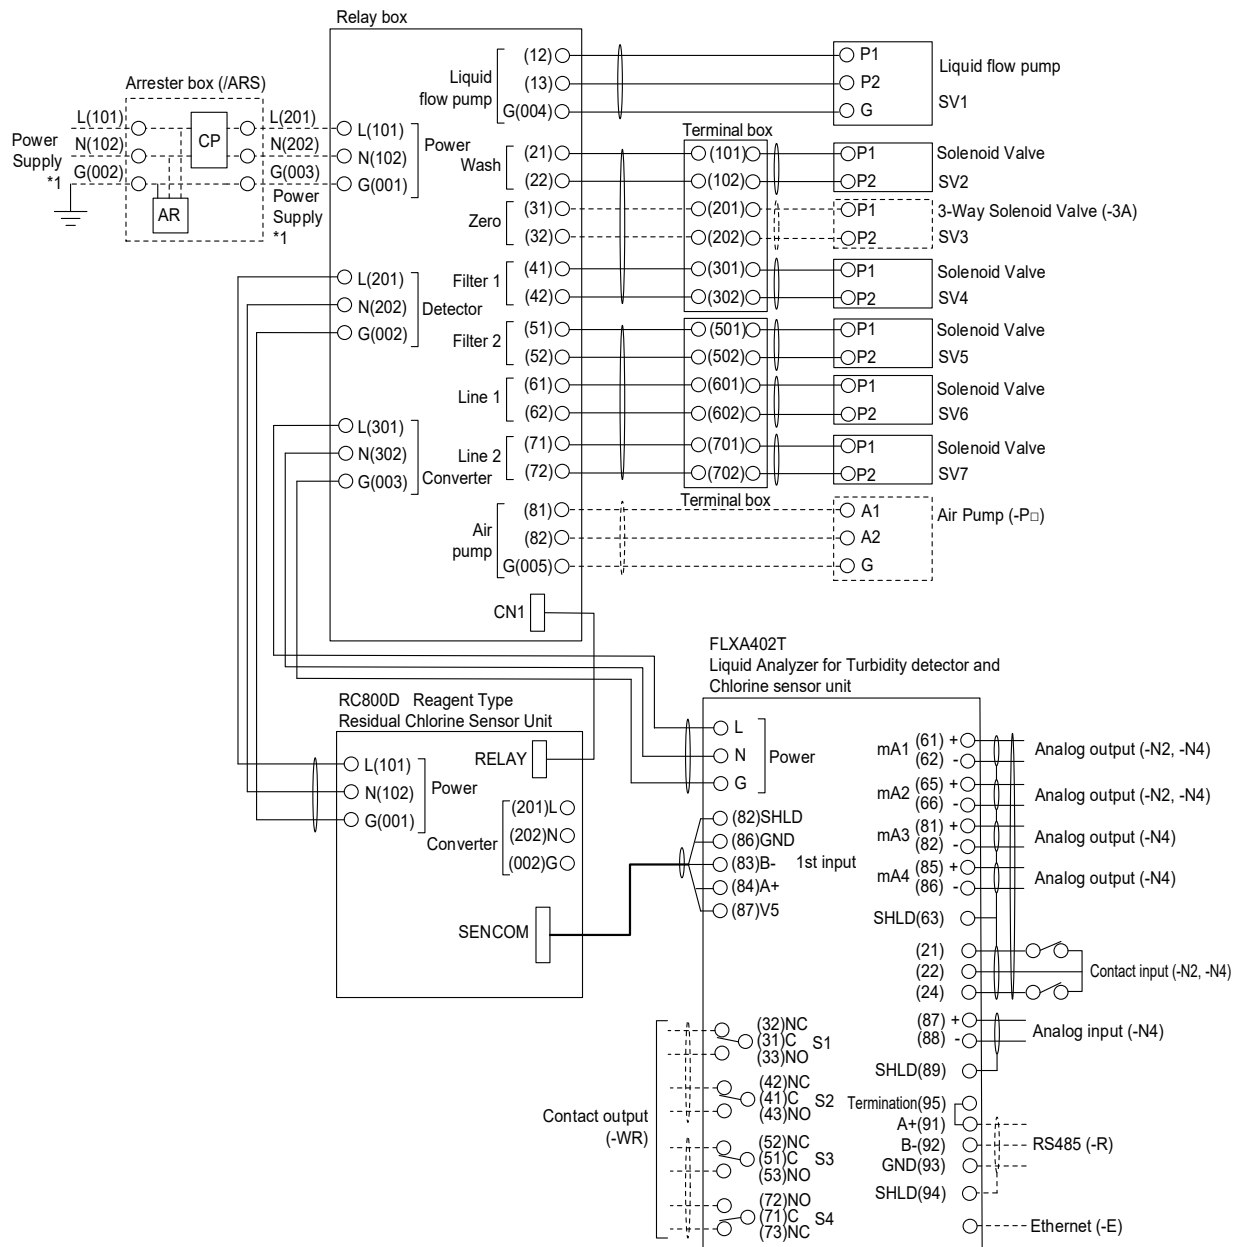 Relay box
Arrester box (/ARS)
L(101)
N(102)
G(002)
Power
Supply
*1
CP
AR
L(201)
N(202)
G(003)
Power
Supply
*1
L(101)
N(102)
G(001)
Power
L(201)
N(202)
G(002)
Detector
L(301)
N(302)
G(003)
Converter
Liquid
flow pump
(12)
(13)
G(004)
Wash
(21)
(22)
Zero
(31)
(32)
Filter 1
(41)
(42)
Filter 2
(51)
(52)
Line 1
(61)
(62)
Line 2
(71)
(72)
Air
pump
(81)
(82)
G(005)
CN1
Terminal box
(101)
(102)
(201)
(202)
(301)
(302)
(501)
(502)
(601)
(602)
(701)
(702)
Terminal box
P1
P2
G
Liquid flow pump
SV1
P1
P2
Solenoid Valve
SV2
P1
P2
3-Way Solenoid Valve (-3A)
SV3
P1
P2
Solenoid Valve
SV4
P1
P2
Solenoid Valve
SV5
P1
P2
Solenoid Valve
SV6
P1
P2
Solenoid Valve
SV7
A1
A2
G
Air Pump (-P□)
RC800D Reagent Type
Residual Chlorine Sensor Unit
L(101)
N(102)
G(001)
Power
RELAY
Converter
(201)L
(202)N
(002)G
SENCOM
FLXA402T
Liquid Analyzer for Turbidity detector and
Chlorine sensor unit
L
N
G
Power
(82)SHLD
(86)GND
(83)B-
(84)A+
(87)V5
1st input
mA1
(61) +
(62) -
Analog output (-N2, -N4)
mA2
(65) +
(66) -
Analog output (-N2, -N4)
mA3
(81) +
(82) -
Analog output (-N4)
mA4
(85) +
(86) -
Analog output (-N4)
SHLD(63)
(21)
(22)
(24)
Contact input (-N2, -N4)
(87) +
(88) -
Analog input (-N4)
SHLD(89)
Termination(95)
A+(91)
B-(92)
GND(93)
SHLD(94)
RS485 (-R)
Ethernet (-E)
Contact output
(-WR)
(32)NC
(31)C S1
(33)NO
(42)NC
(41)C S2
(43)NO
(52)NC
(51)C S3
(53)NO
(72)NO
(71)C S4
(73)NC